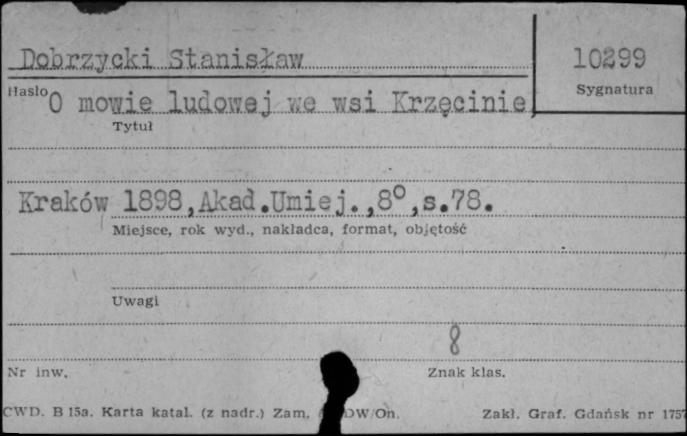 Dobrzycki Stanisław
10299
Hasło
Sygnatura
O mowie ludowej we wsi Krzęcinie
Tytuł
Kraków 1898,Akad.Umiej.,8°,s.78.
Miejsce, rok wyd., nakładca, format, objętość
Uwagi
8
Nr inw.
Znak klas.
CWD. B 15a. Karta katal. (z nadr.) Zam. DW/On.
Zakł. Graf. Gdańsk nr 1757